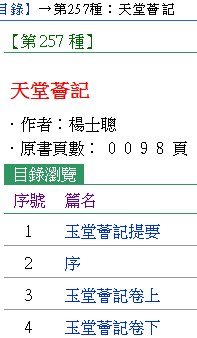 目錄】→第257種：天堂薈記
【第257種】
天堂薈記
．作者：楊士聰
．原書頁數：００９８頁
目錄瀏覽
序號 篇名
1 玉堂薈記提要
2 序
3 玉堂薈記卷上
4 玉堂薈記卷下